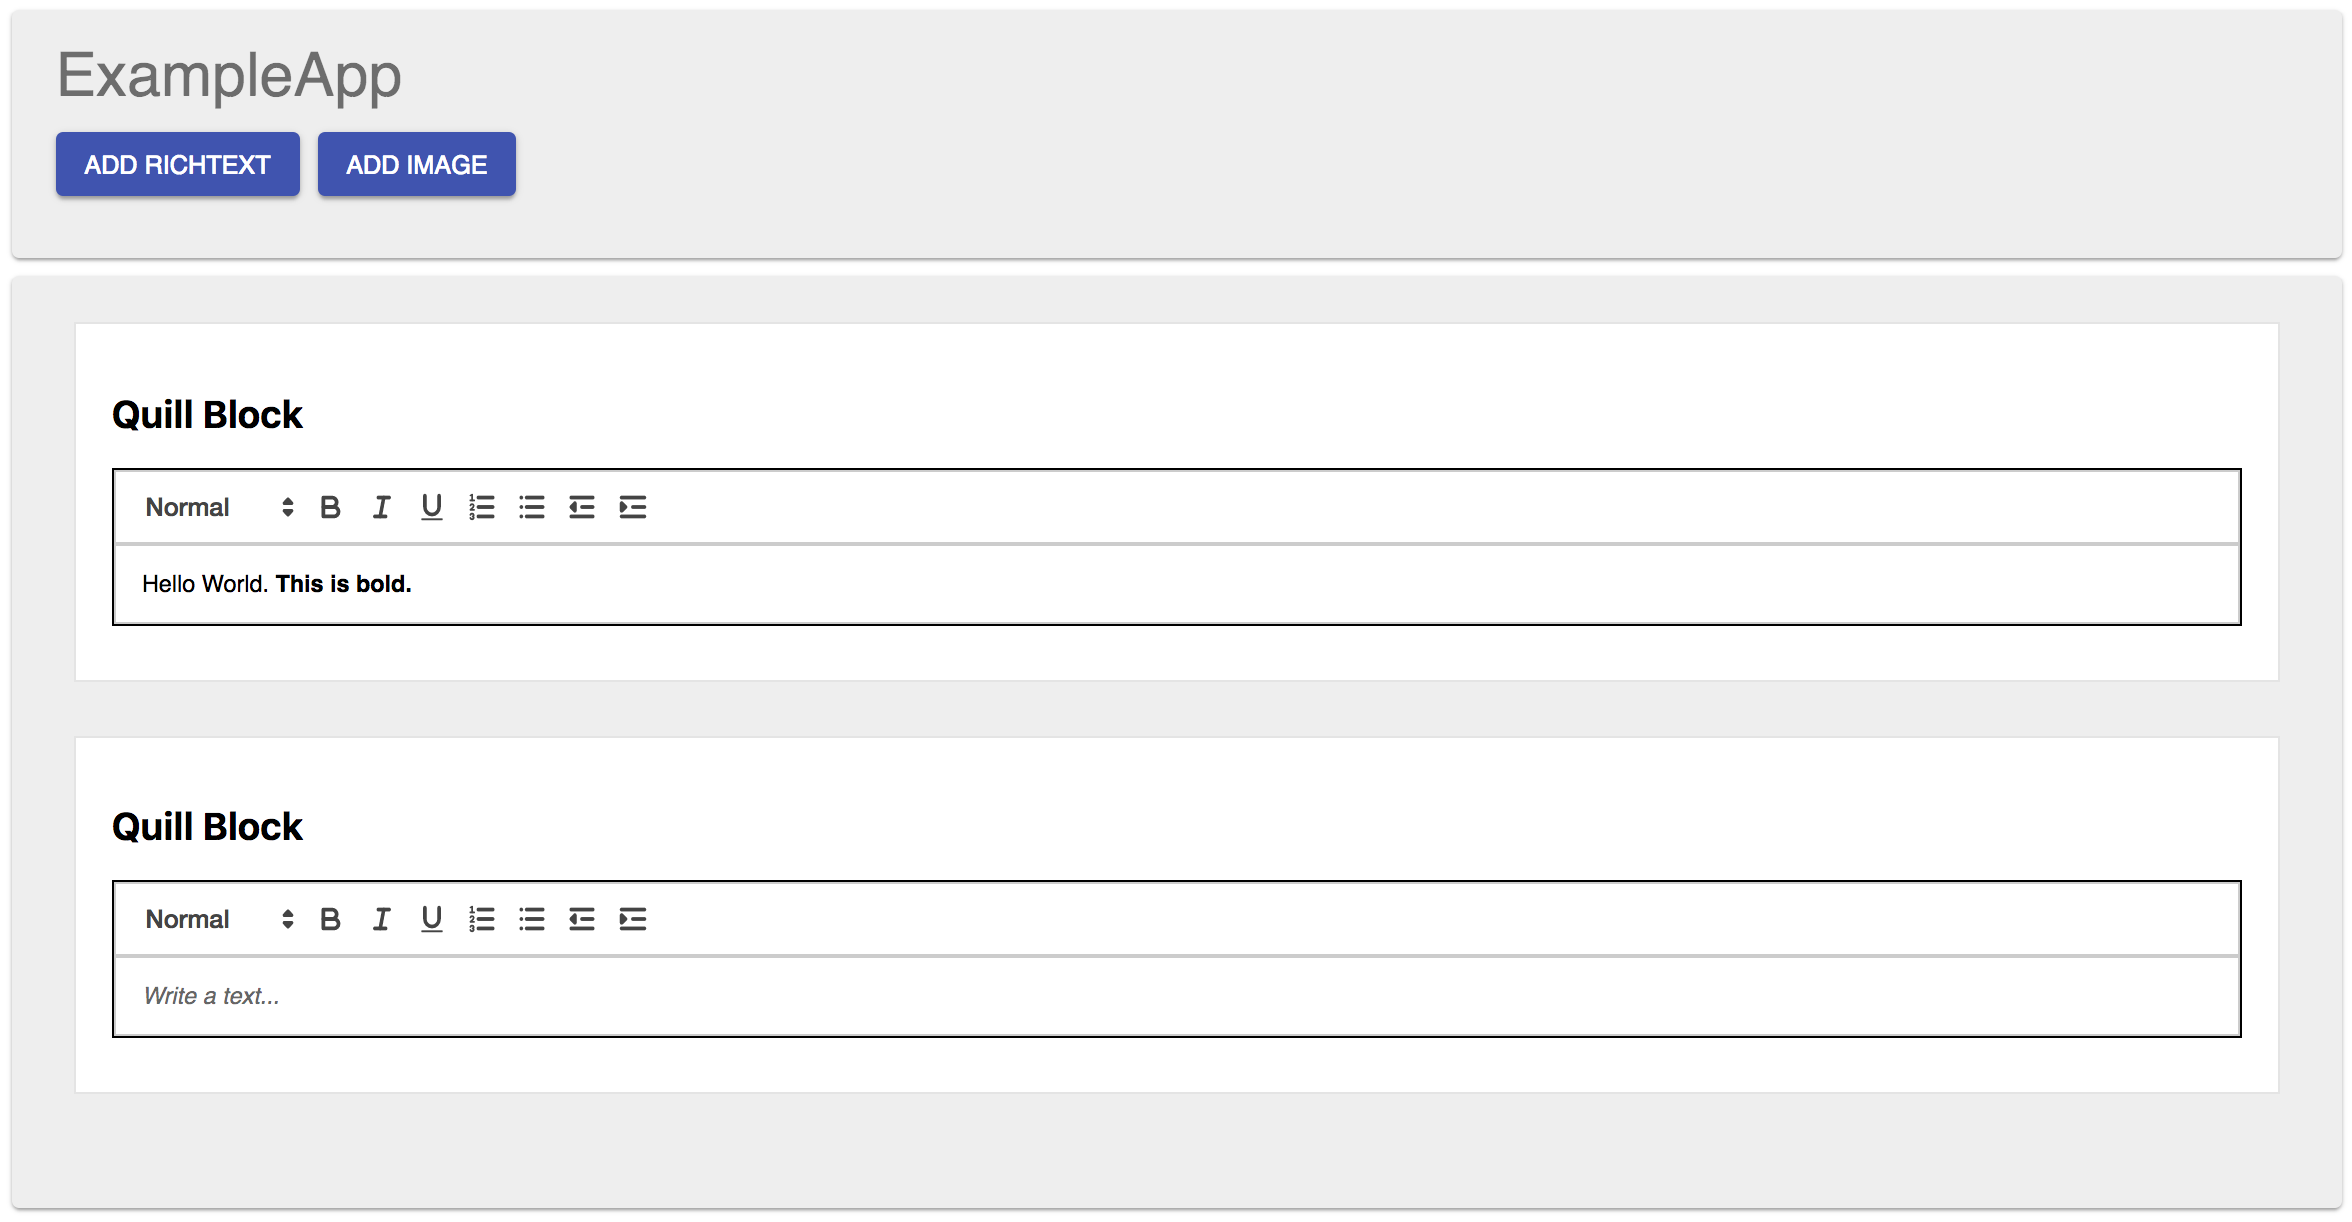 ExampleApp
ADD RICHTEXT ADD IMAGE
Quill Block
Normal
Hello World. This is bold.
Quill Block
Normal
Write a text...